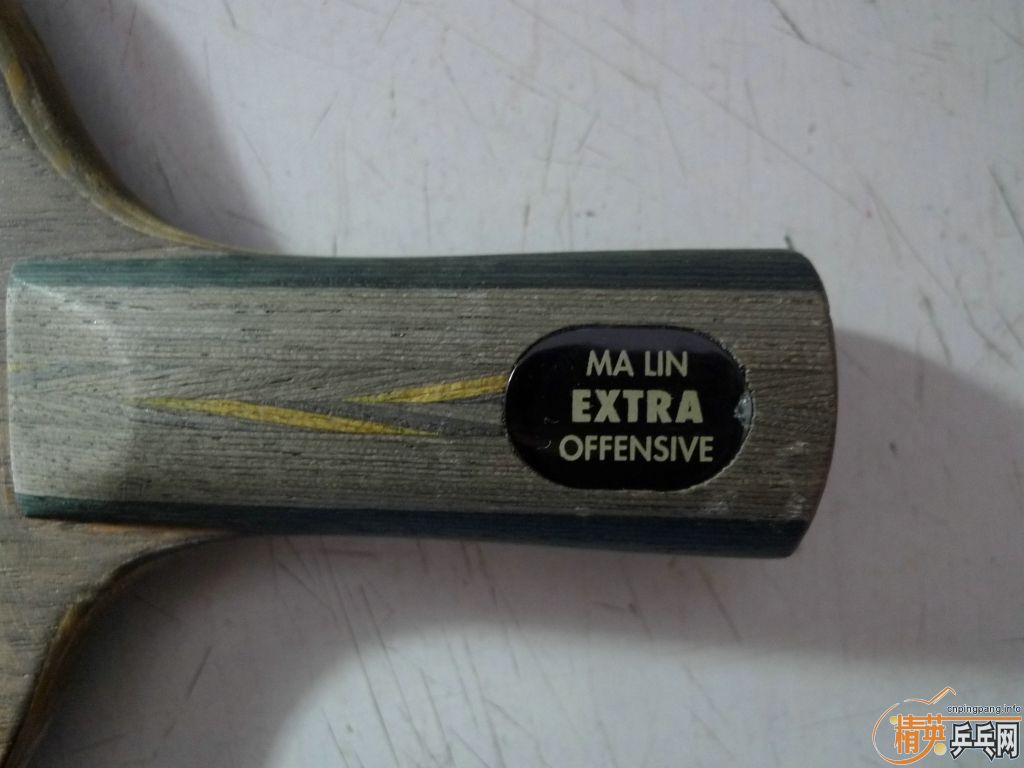 MA LIN
EXTRA
OFFENSIVE
cnpingpang.info
精英乒乓网